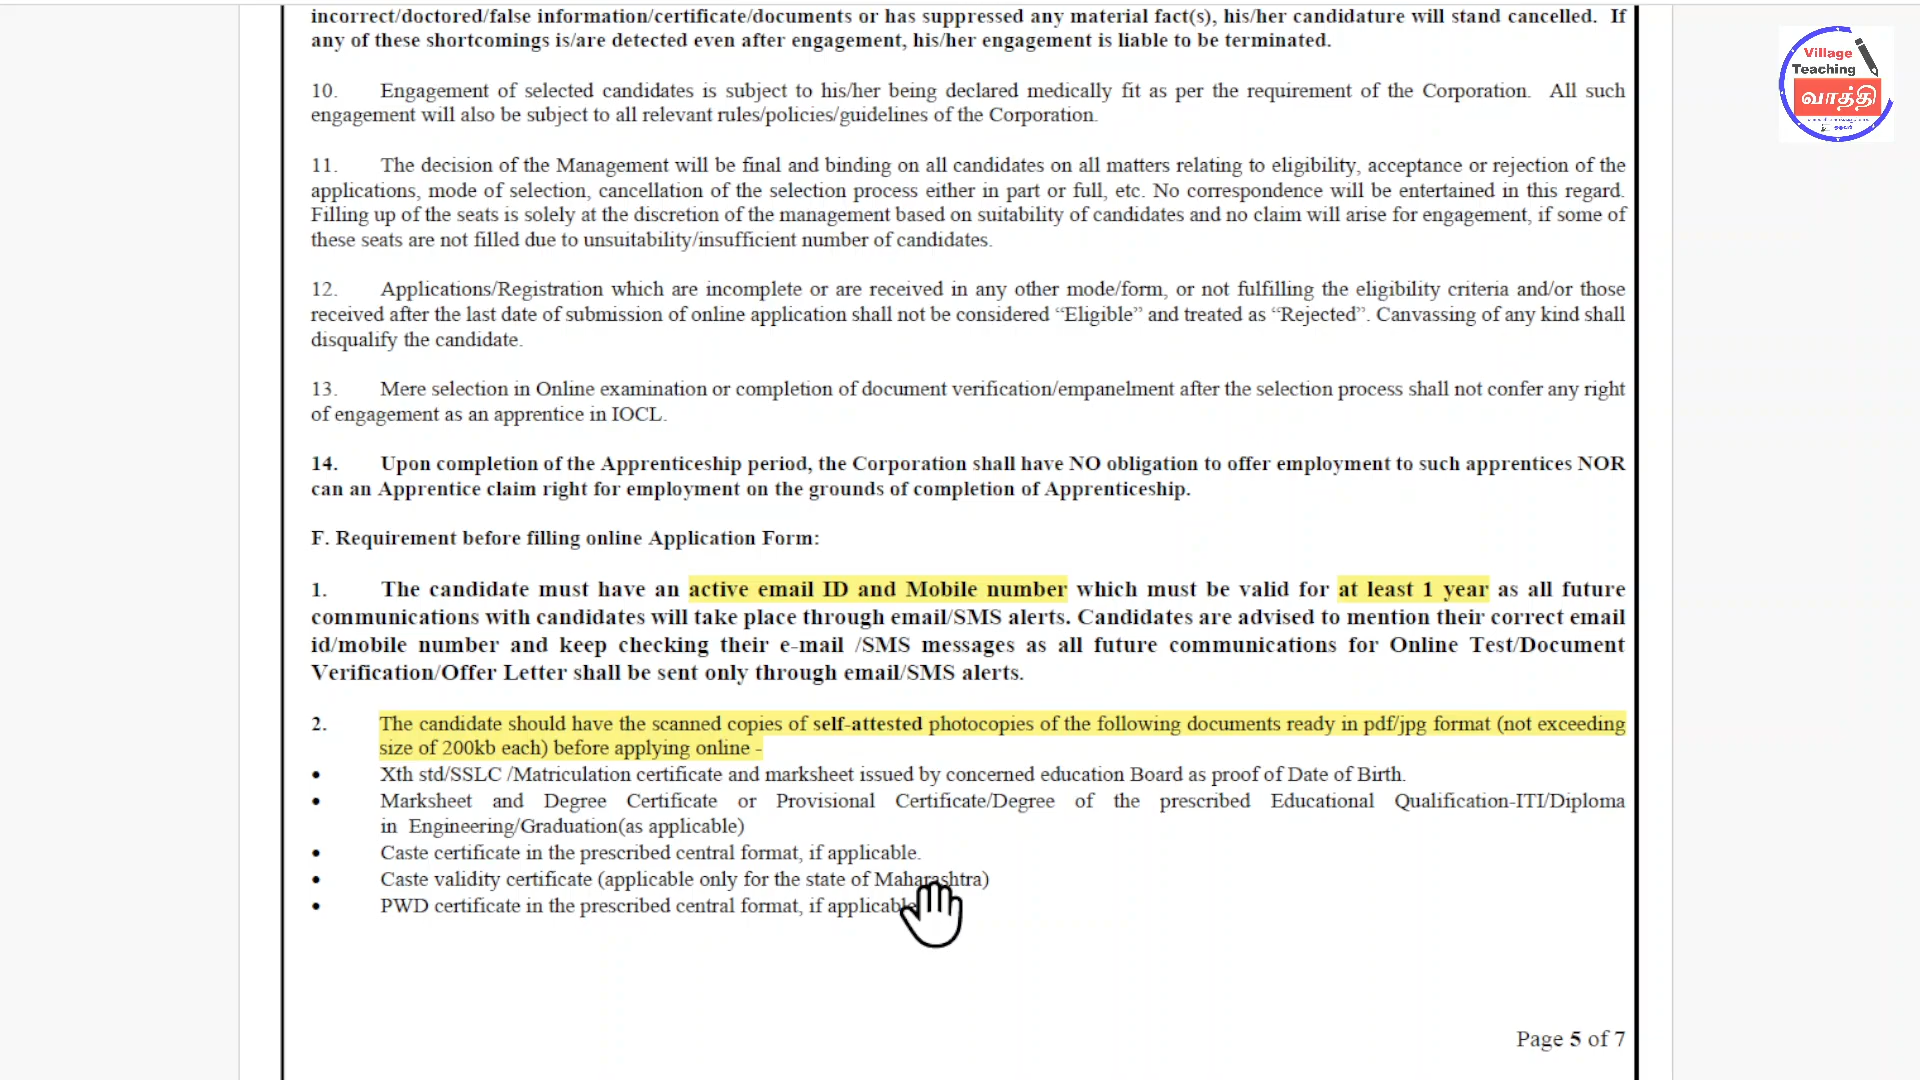 incorrect/doctored/false information/certificate/documents or has suppressed any material fact(s), his/her candidature will stand cancelled. If
any of these shortcomings is/are detected even after engagement, his/her engagement is liable to be terminated.
Village
Teaching
வாத்தி
10. Engagement of selected candidates is subject to his/her being declared medically fit as per the requirement of the Corporation. All such
engagement will also be subject to all relevant rules/policies/guidelines of the Corporation.
11. The decision of the Management will be final and binding on all candidates on all matters relating to eligibility, acceptance or rejection of the
applications, mode of selection, cancellation of the selection process either in part or full, etc. No correspondence will be entertained in this regard.
Filling up of the seats is solely at the discretion of the management based on suitability of candidates and no claim will arise for engagement, if some of
these seats are not filled due to unsuitability/insufficient number of candidates.
12. Applications/Registration which are incomplete or are received in any other mode/form, or not fulfilling the eligibility criteria and/or those
received after the last date of submission of online application shall not be considered “Eligible” and treated as “Rejected”. Canvassing of any kind shall
disqualify the candidate.
13. Mere selection in Online examination or completion of document verification/empanelment after the selection process shall not confer any right
of engagement as an apprentice in IOCL.
14. Upon completion of the Apprenticeship period, the Corporation shall have NO obligation to offer employment to such apprentices NOR
can an Apprentice claim right for employment on the grounds of completion of Apprenticeship.
F. Requirement before filling online Application Form:
1. The candidate must have an active email ID and Mobile number which must be valid for at least 1 year as all future
communications with candidates will take place through email/SMS alerts. Candidates are advised to mention their correct email
id/mobile number and keep checking their e-mail /SMS messages as all future communications for Online Test/Document
Verification/Offer Letter shall be sent only through email/SMS alerts.
2. The candidate should have the scanned copies of self-attested photocopies of the following documents ready in pdf/jpg format (not exceeding
size of 200kb each) before applying online -
• Xth std/SSLC /Matriculation certificate and marksheet issued by concerned education Board as proof of Date of Birth.
• Marksheet and Degree Certificate or Provisional Certificate/Degree of the prescribed Educational Qualification-ITI/Diploma
in Engineering/Graduation(as applicable)
• Caste certificate in the prescribed central format, if applicable.
• Caste validity certificate (applicable only for the state of Maharashtra)
• PWD certificate in the prescribed central format, if applicable
Page 5 of 7